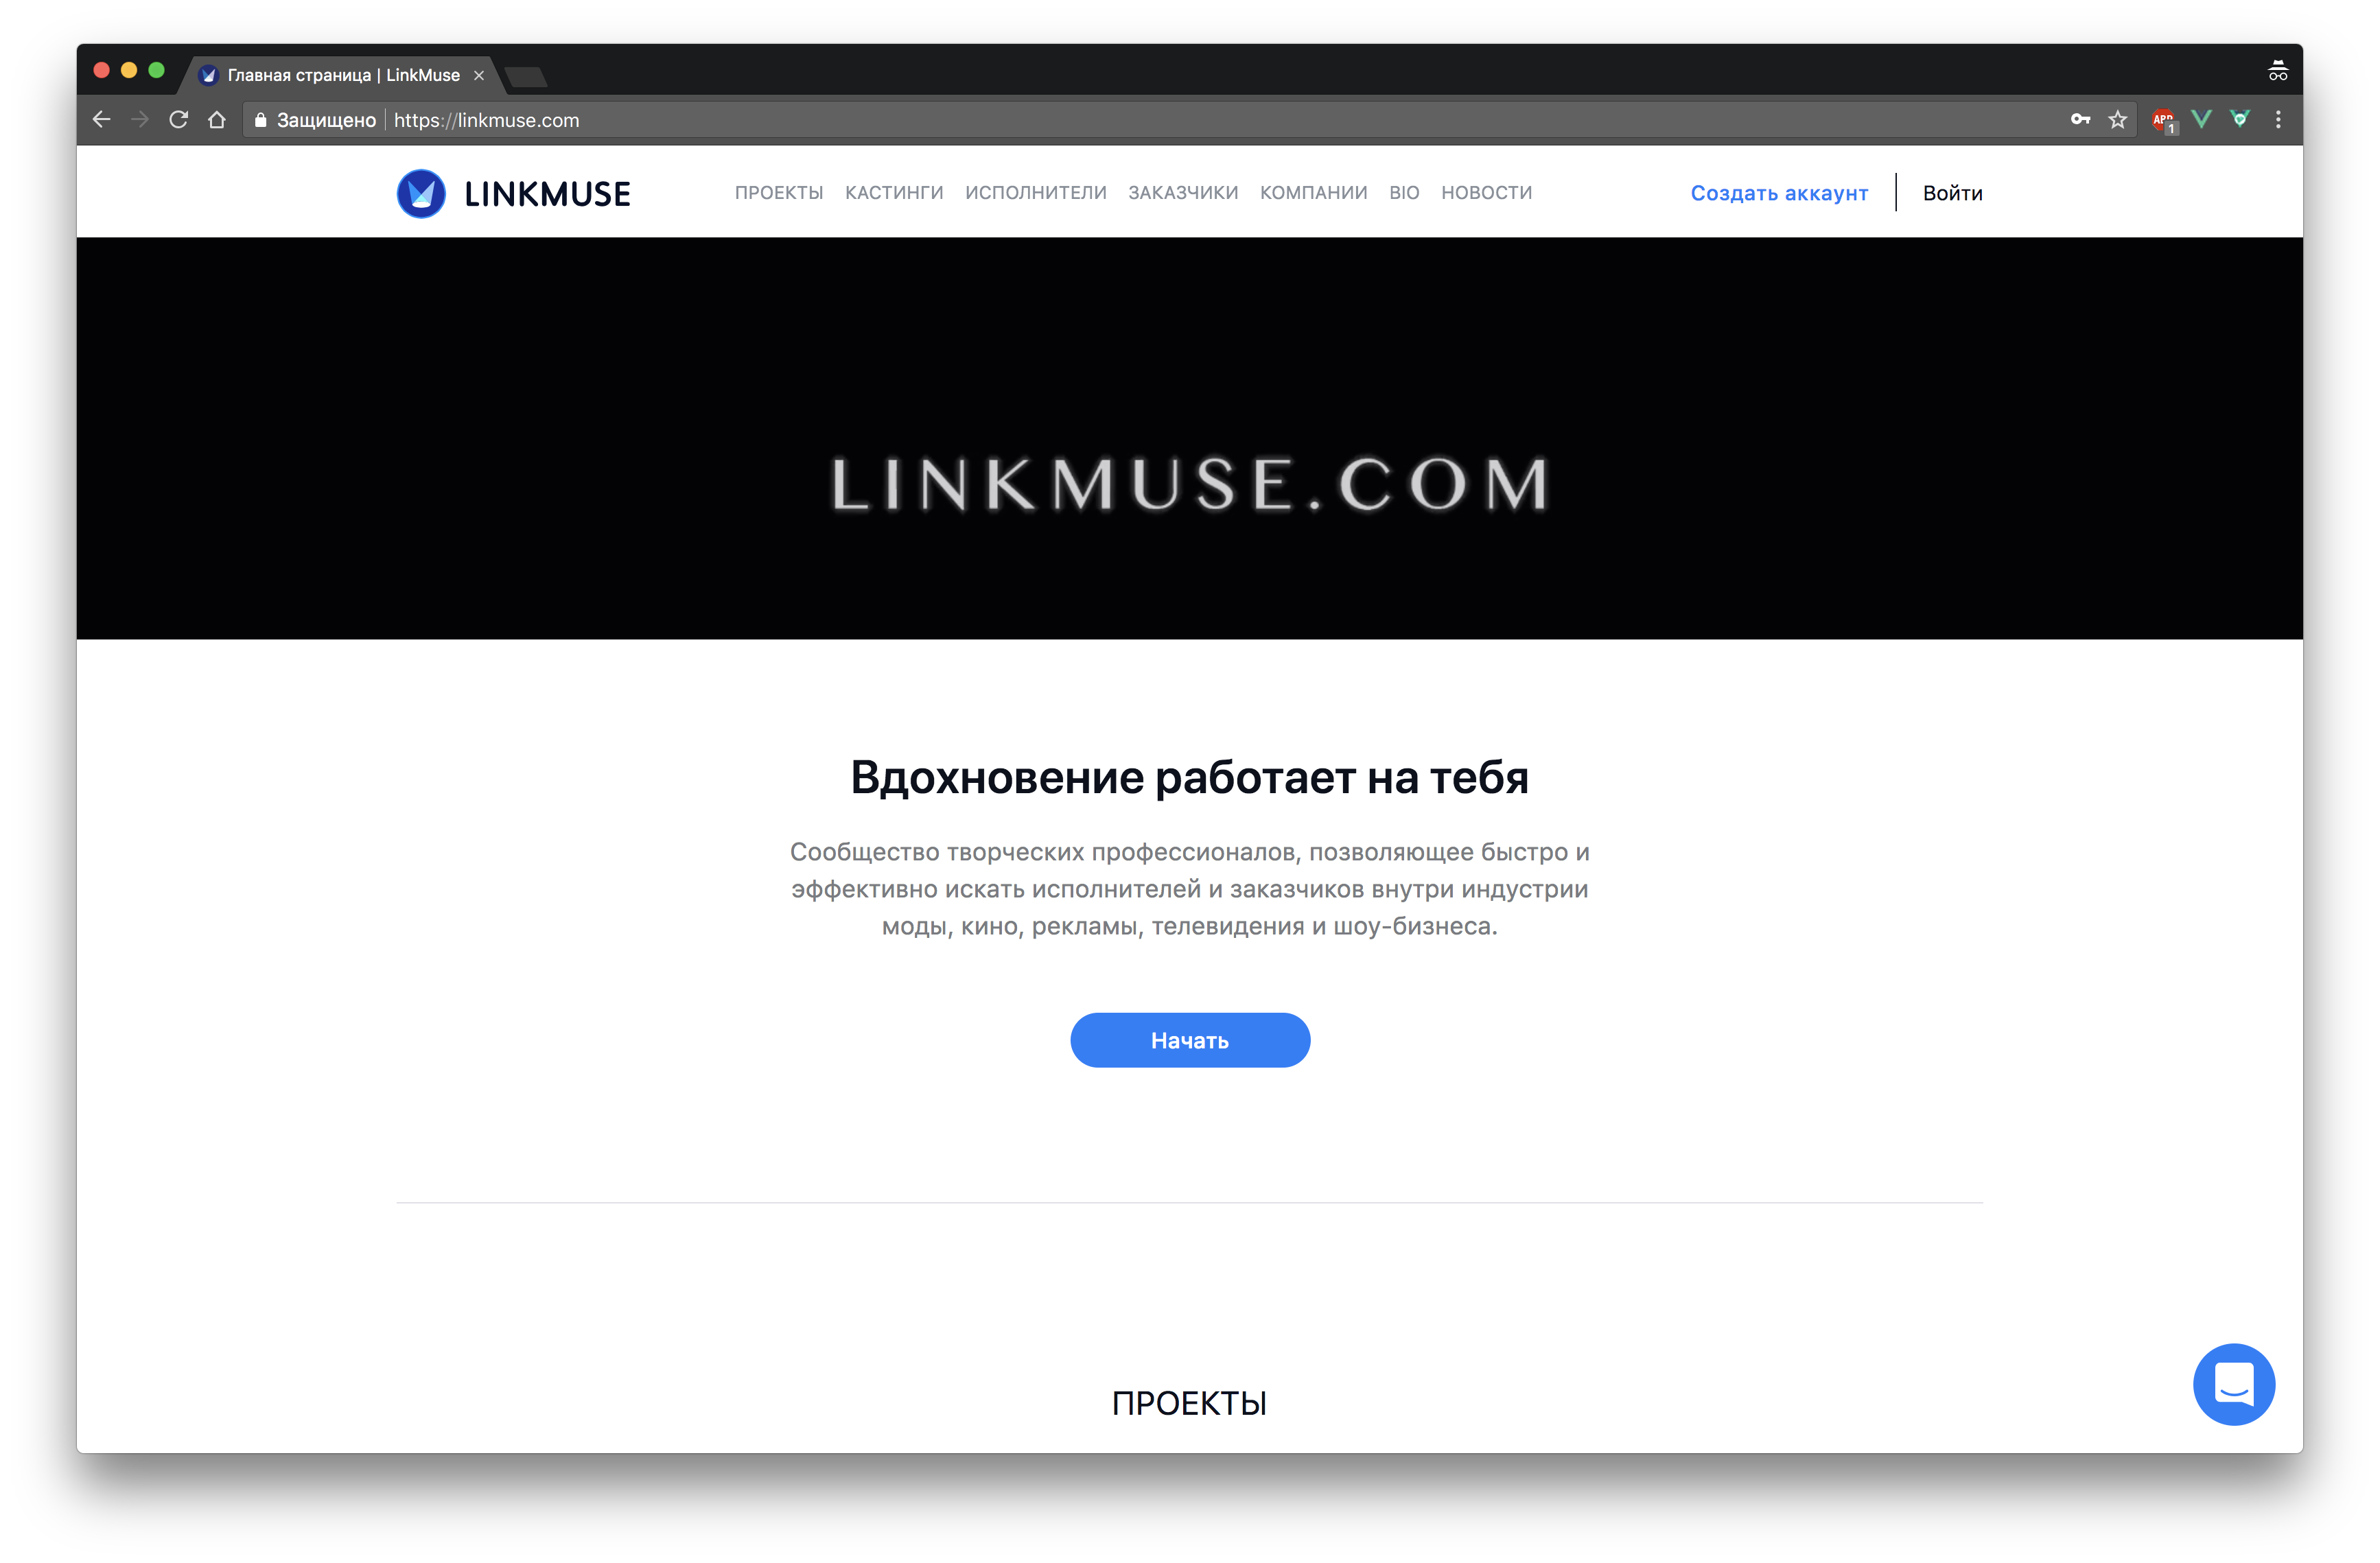 Главная страница | LinkMuse
Защищено https://linkmuse.com
ABP
1
LINKMUSE
ПРОЕКТЫ КАСТИНГИ ИСПОЛНИТЕЛИ ЗАКАЗЧИКИ КОМПАНИИ BIO НОВОСТИ
Создать аккаунт Войти
LINKMUSE.COM
Вдохновение работает на тебя
Сообщество творческих профессионалов, позволяющее быстро и
эффективно искать исполнителей и заказчиков внутри индустрии
моды, кино, рекламы, телевидения и шоу-бизнеса.
Начать
ПРОЕКТЫ